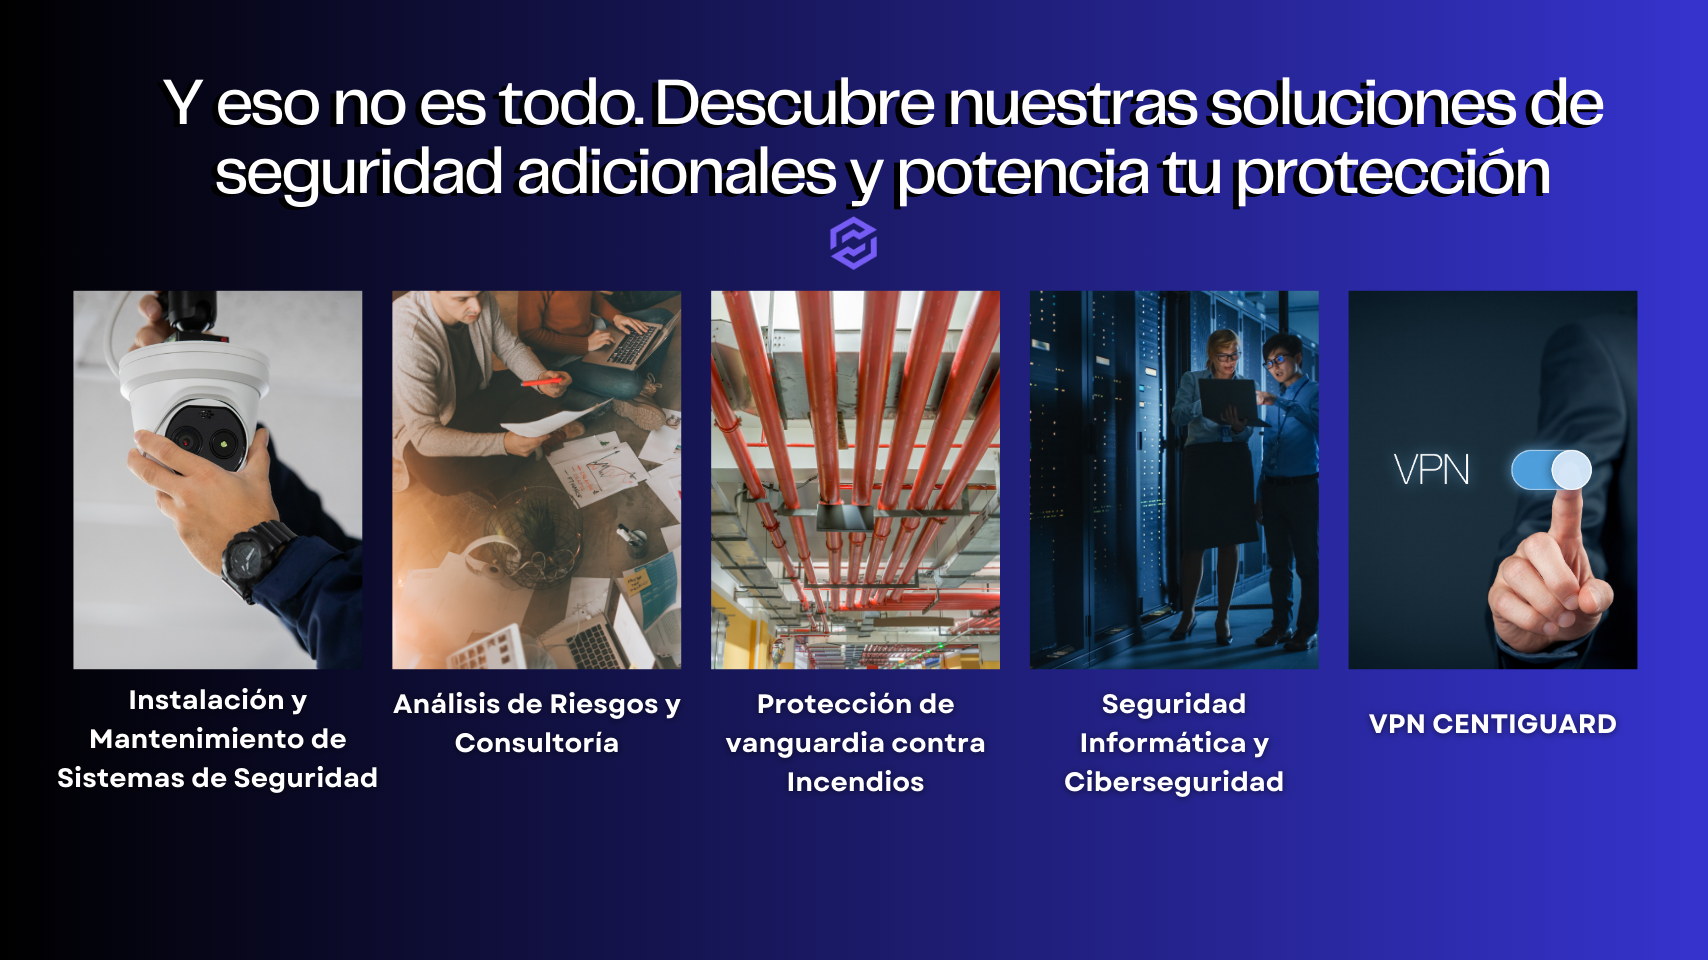 Y eso no es todo. Descubre nuestras soluciones de
seguridad adicionales y potencia tu protección
VPN
Instalación y
Mantenimiento de
Sistemas de Seguridad
Análisis de Riesgos y
Consultoría
Protección de
vanguardia contra
Incendios
Seguridad
Informática y
Ciberseguridad
VPN CENTIGUARD